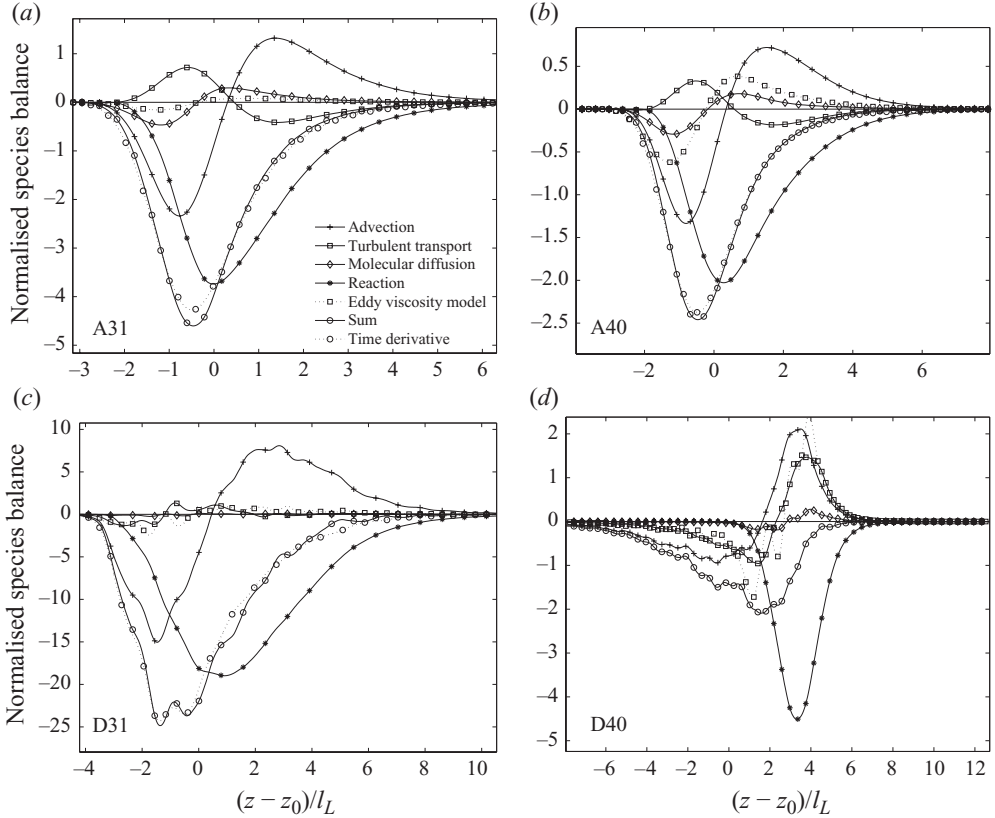 (a)
(b)
Normalised species balance
1
0
–1
–2
–3
–4
–5
–3 –2 –1 0 1 2 3 4 5 6
A31
Advection
Turbulent transport
Molecular diffusion
Reaction
Eddy viscosity model
Sum
Time derivative
1.0
0.5
0
–0.5
–1.0
–1.5
–2.0
–2.5
–2 0 2 4 6
A40
(c)
(d)
Normalised species balance
10
5
0
–5
–10
–15
–20
–25
–4 –2 0 2 4 6 8 10
D31
(z – z0)/lL
2
1
0
–1
–2
–3
–4
–5
–6 –4 –2 0 2 4 6 8 10 12
D40
(z – z0)/lL